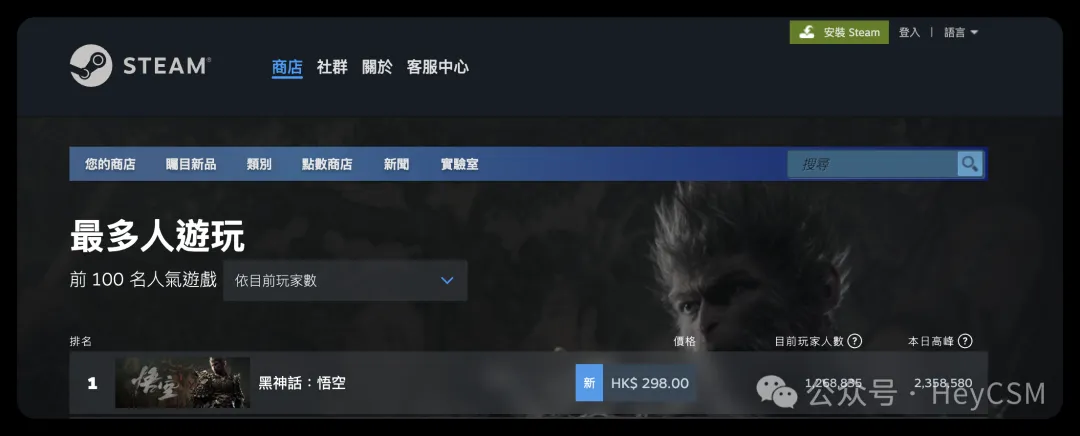 安裝 Steam 登入 | 語言
STEAM® 商店 社群 關於 客服中心
您的商店 矚目新品 類別 點數商店 新聞 實驗室 搜尋
最多人遊玩
前 100 名人氣遊戲 依目前玩家數
排名 價格 目前玩家人數 ? 本日高峰 ?
1 悟空 黑神話：悟空 新 HK$ 298.00 1,268,835 2,358,580
公众号 · HeyCSM